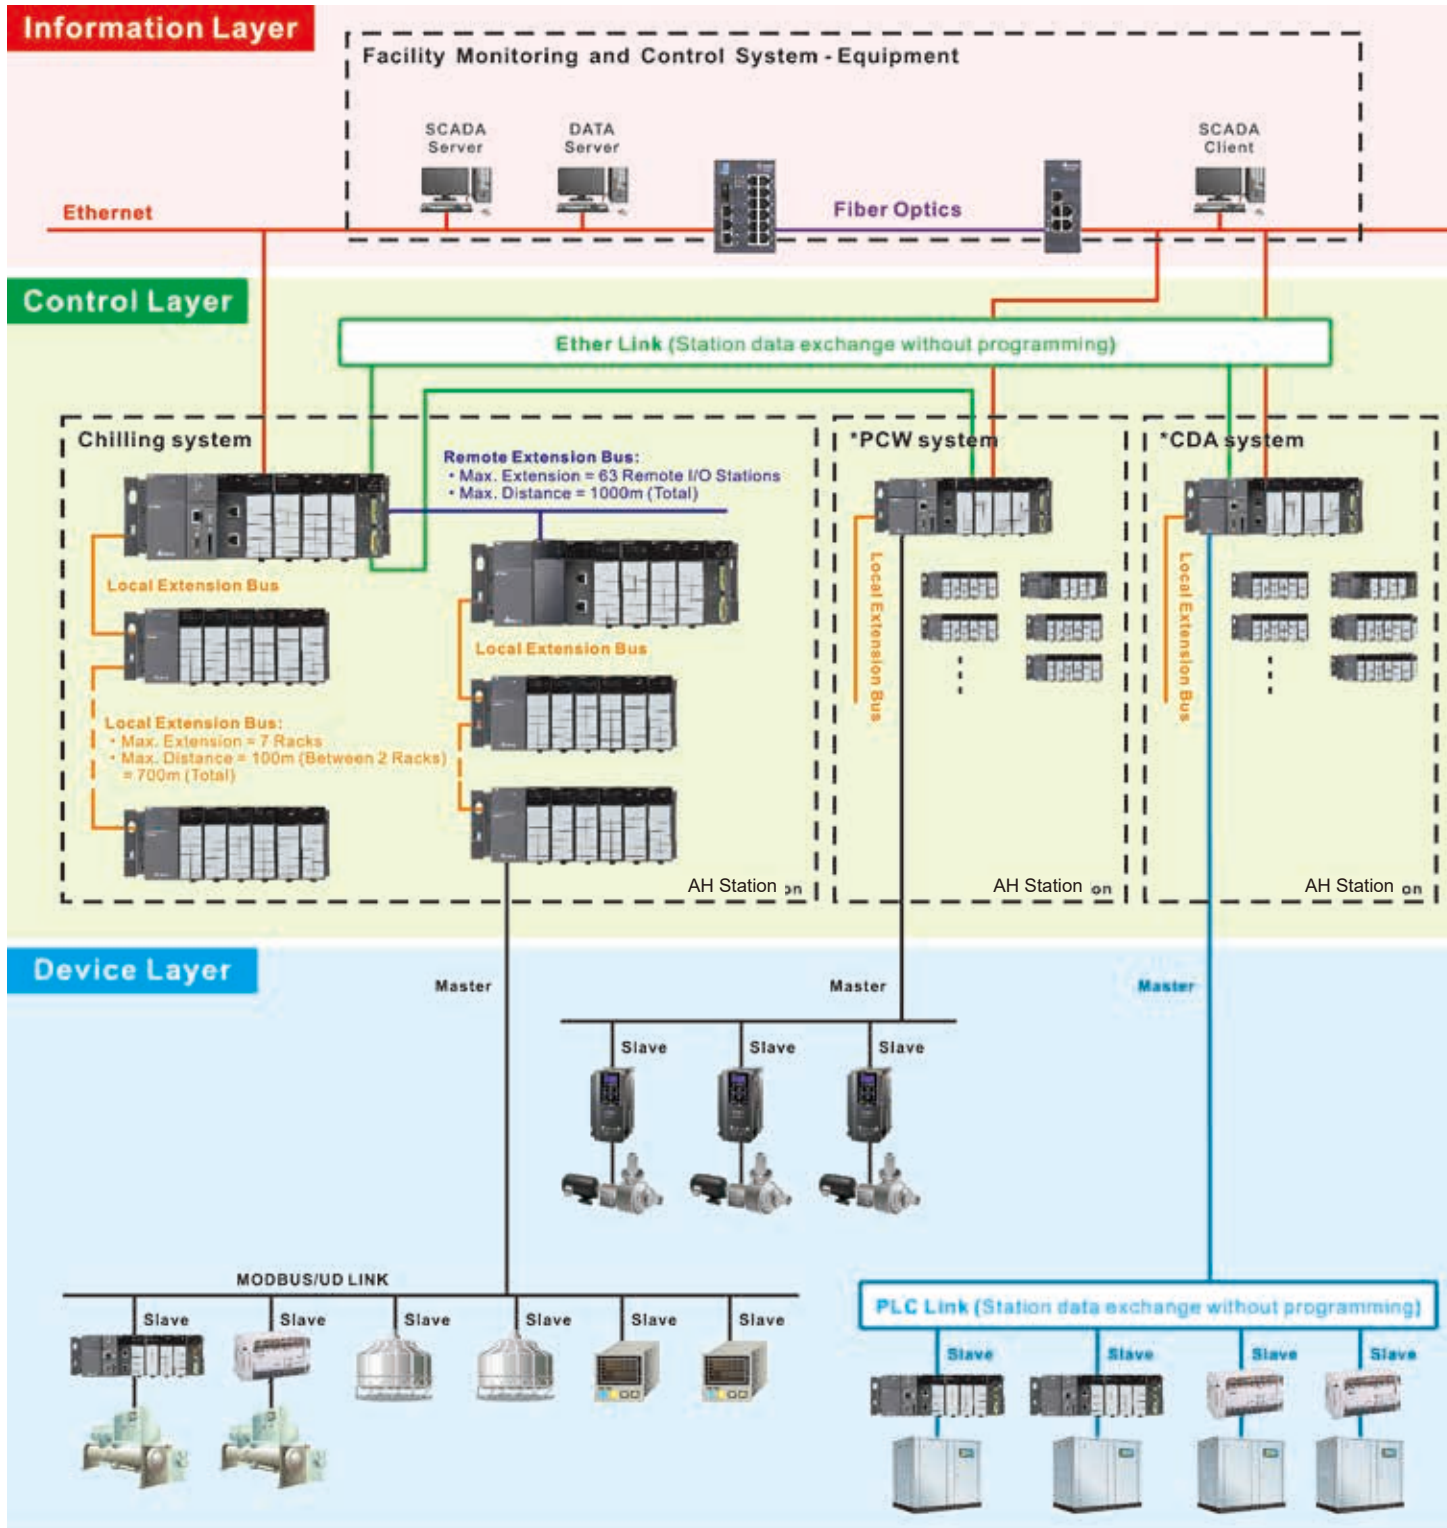 Information Layer
Facility Monitoring and Control System - Equipment
SCADA
Server
DATA
Server
SCADA
Client
Ethernet
Fiber Optics
Control Layer
Ether Link (Station data exchange without programming)
Chilling system
Remote Extension Bus:
• Max. Extension = 63 Remote I/O Stations
• Max. Distance = 1000m (Total)
*PCW system
*CDA system
Local Extension Bus
Local Extension Bus
Local Extension Bus
Local Extension Bus
Local Extension Bus:
• Max. Extension = 7 Racks
• Max. Distance = 100m (Between 2 Racks)
= 700m (Total)
AH Station on
AH Station on
AH Station on
Device Layer
Master
Master
Master
Slave
Slave
Slave
MODBUS/UD LINK
Slave
Slave
Slave
Slave
Slave
Slave
PLC Link (Station data exchange without programming)
Slave
Slave
Slave
Slave